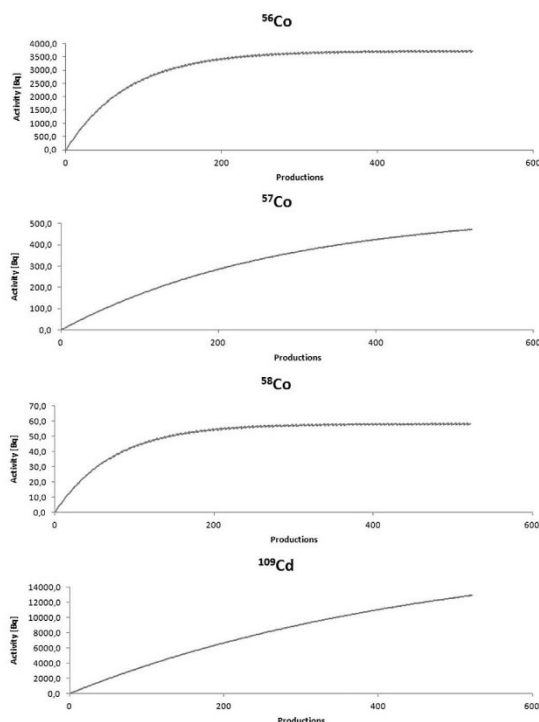 ⁵⁶Co
Activity [Bq]
4000,0
3500,0
3000,0
2500,0
2000,0
1500,0
1000,0
500,0
0,0
0 200 400 600
Productions
⁵⁷Co
Activity [Bq]
500,0
400,0
300,0
200,0
100,0
0,0
0 200 400 600
Productions
⁵⁸Co
Activity [Bq]
70,0
60,0
50,0
40,0
30,0
20,0
10,0
0,0
0 200 400 600
Productions
¹⁰⁹Cd
Activity [Bq]
14000,0
12000,0
10000,0
8000,0
6000,0
4000,0
2000,0
0,0
0 200 400 600
Productions